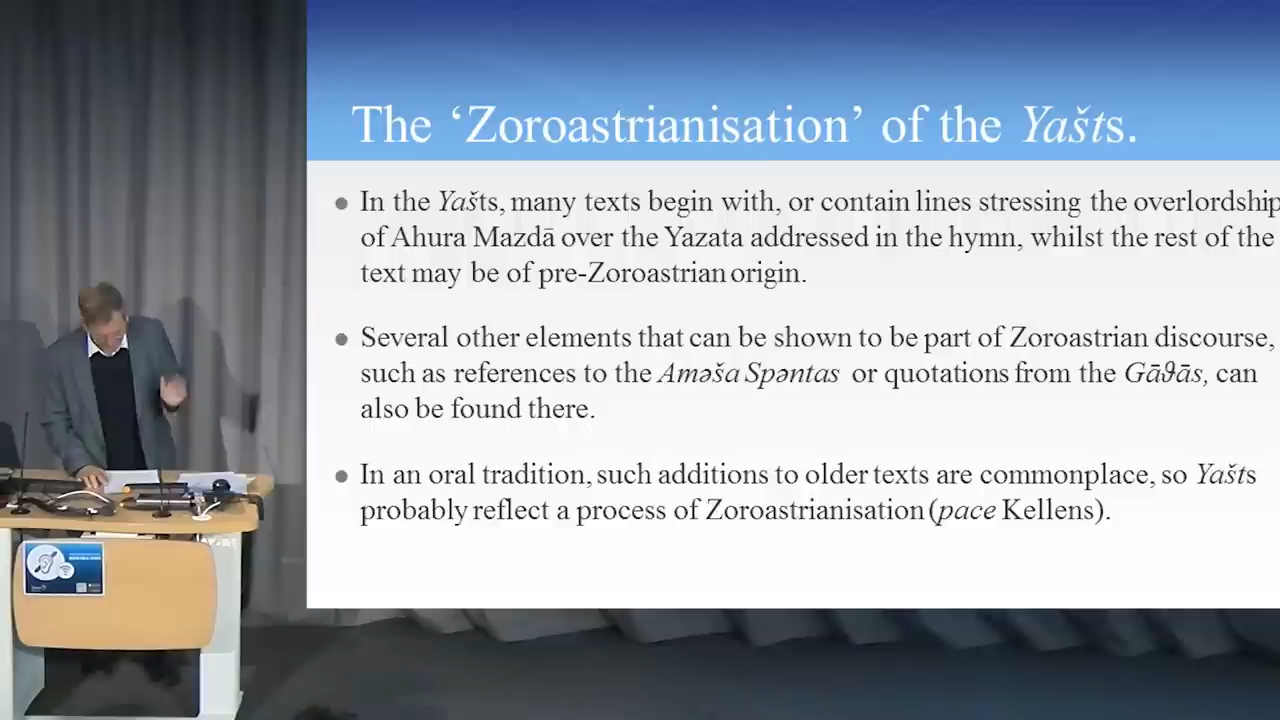 The ‘Zoroastrianisation’ of the Yašts.
● In the Yašts, many texts begin with, or contain lines stressing the overlordship
of Ahura Mazdā over the Yazata addressed in the hymn, whilst the rest of the
text may be of pre-Zoroastrian origin.
● Several other elements that can be shown to be part of Zoroastrian discourse,
such as references to the Amǝša Spǝntas or quotations from the Gāϑās, can
also be found there.
● In an oral tradition, such additions to older texts are commonplace, so Yašts
probably reflect a process of Zoroastrianisation (pace Kellens).